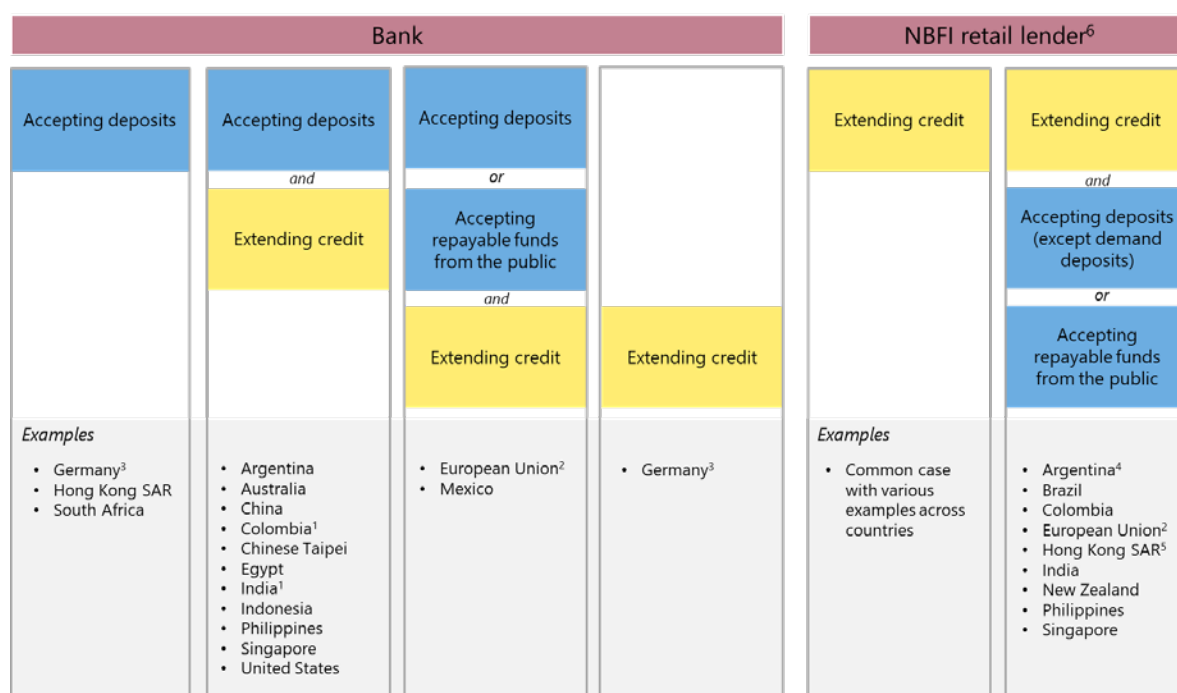 Bank
NBFI retail lender⁶
Accepting deposits
Examples
• Germany³
• Hong Kong SAR
• South Africa
Accepting deposits
and
Extending credit
• Argentina
• Australia
• China
• Colombia¹
• Chinese Taipei
• Egypt
• India¹
• Indonesia
• Philippines
• Singapore
• United States
Accepting deposits
or
Accepting
repayable funds
from the public
and
Extending credit
• European Union²
• Mexico
Extending credit
• Germany³
Extending credit
Examples
• Common case
with various
examples across
countries
Extending credit
and
Accepting deposits
(except demand
deposits)
or
Accepting
repayable funds
from the public
• Argentina⁴
• Brazil
• Colombia
• European Union²
• Hong Kong SAR⁵
• India
• New Zealand
• Philippines
• Singapore